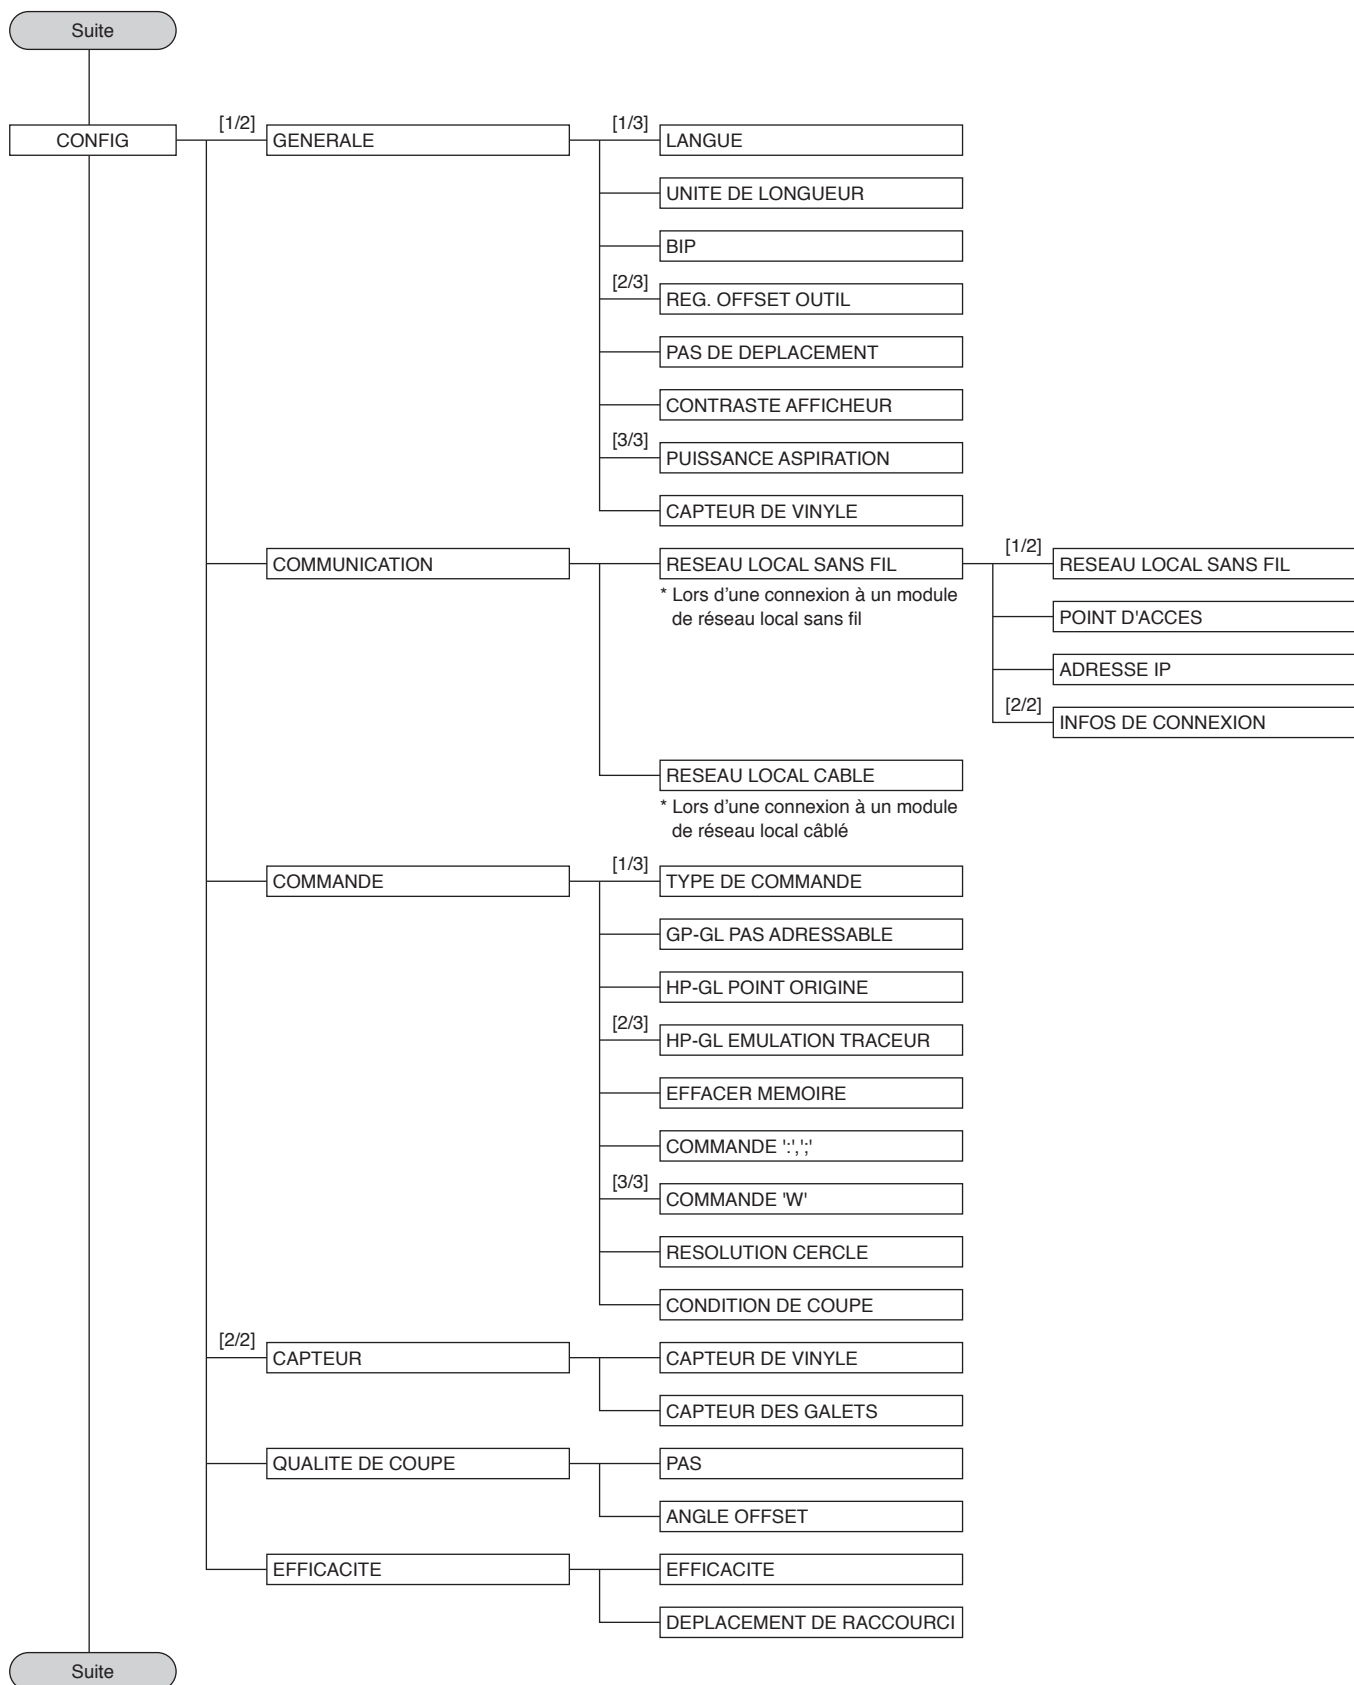 Suite
CONFIG
[1/2]
GENERALE
[1/3]
LANGUE
UNITE DE LONGUEUR
BIP
[2/3]
REG. OFFSET OUTIL
PAS DE DEPLACEMENT
CONTRASTE AFFICHEUR
[3/3]
PUISSANCE ASPIRATION
CAPTEUR DE VINYLE
COMMUNICATION
RESEAU LOCAL SANS FIL
* Lors d’une connexion à un module
de réseau local sans fil
[1/2]
RESEAU LOCAL SANS FIL
POINT D'ACCES
ADRESSE IP
[2/2]
INFOS DE CONNEXION
RESEAU LOCAL CABLE
* Lors d’une connexion à un module
de réseau local câblé
COMMANDE
[1/3]
TYPE DE COMMANDE
GP-GL PAS ADRESSABLE
HP-GL POINT ORIGINE
[2/3]
HP-GL EMULATION TRACEUR
EFFACER MEMOIRE
COMMANDE ':',';'
[3/3]
COMMANDE 'W'
RESOLUTION CERCLE
CONDITION DE COUPE
[2/2]
CAPTEUR
CAPTEUR DE VINYLE
CAPTEUR DES GALETS
QUALITE DE COUPE
PAS
ANGLE OFFSET
EFFICACITE
EFFICACITE
DEPLACEMENT DE RACCOURCI
Suite